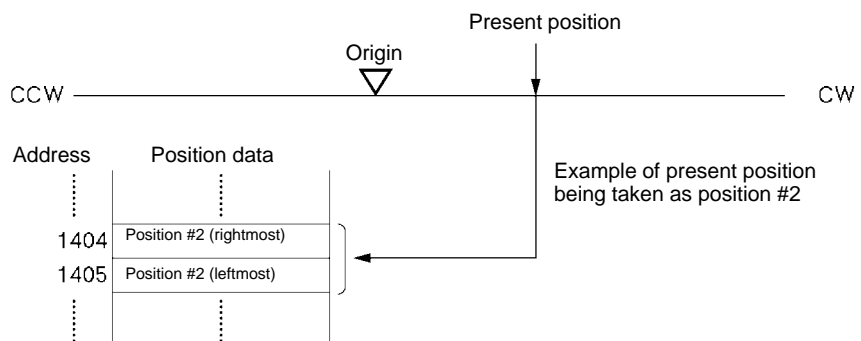 Present position
Origin
CCW
CW
Address
Position data
Example of present position
being taken as position #2
1404
Position #2 (rightmost)
1405
Position #2 (leftmost)